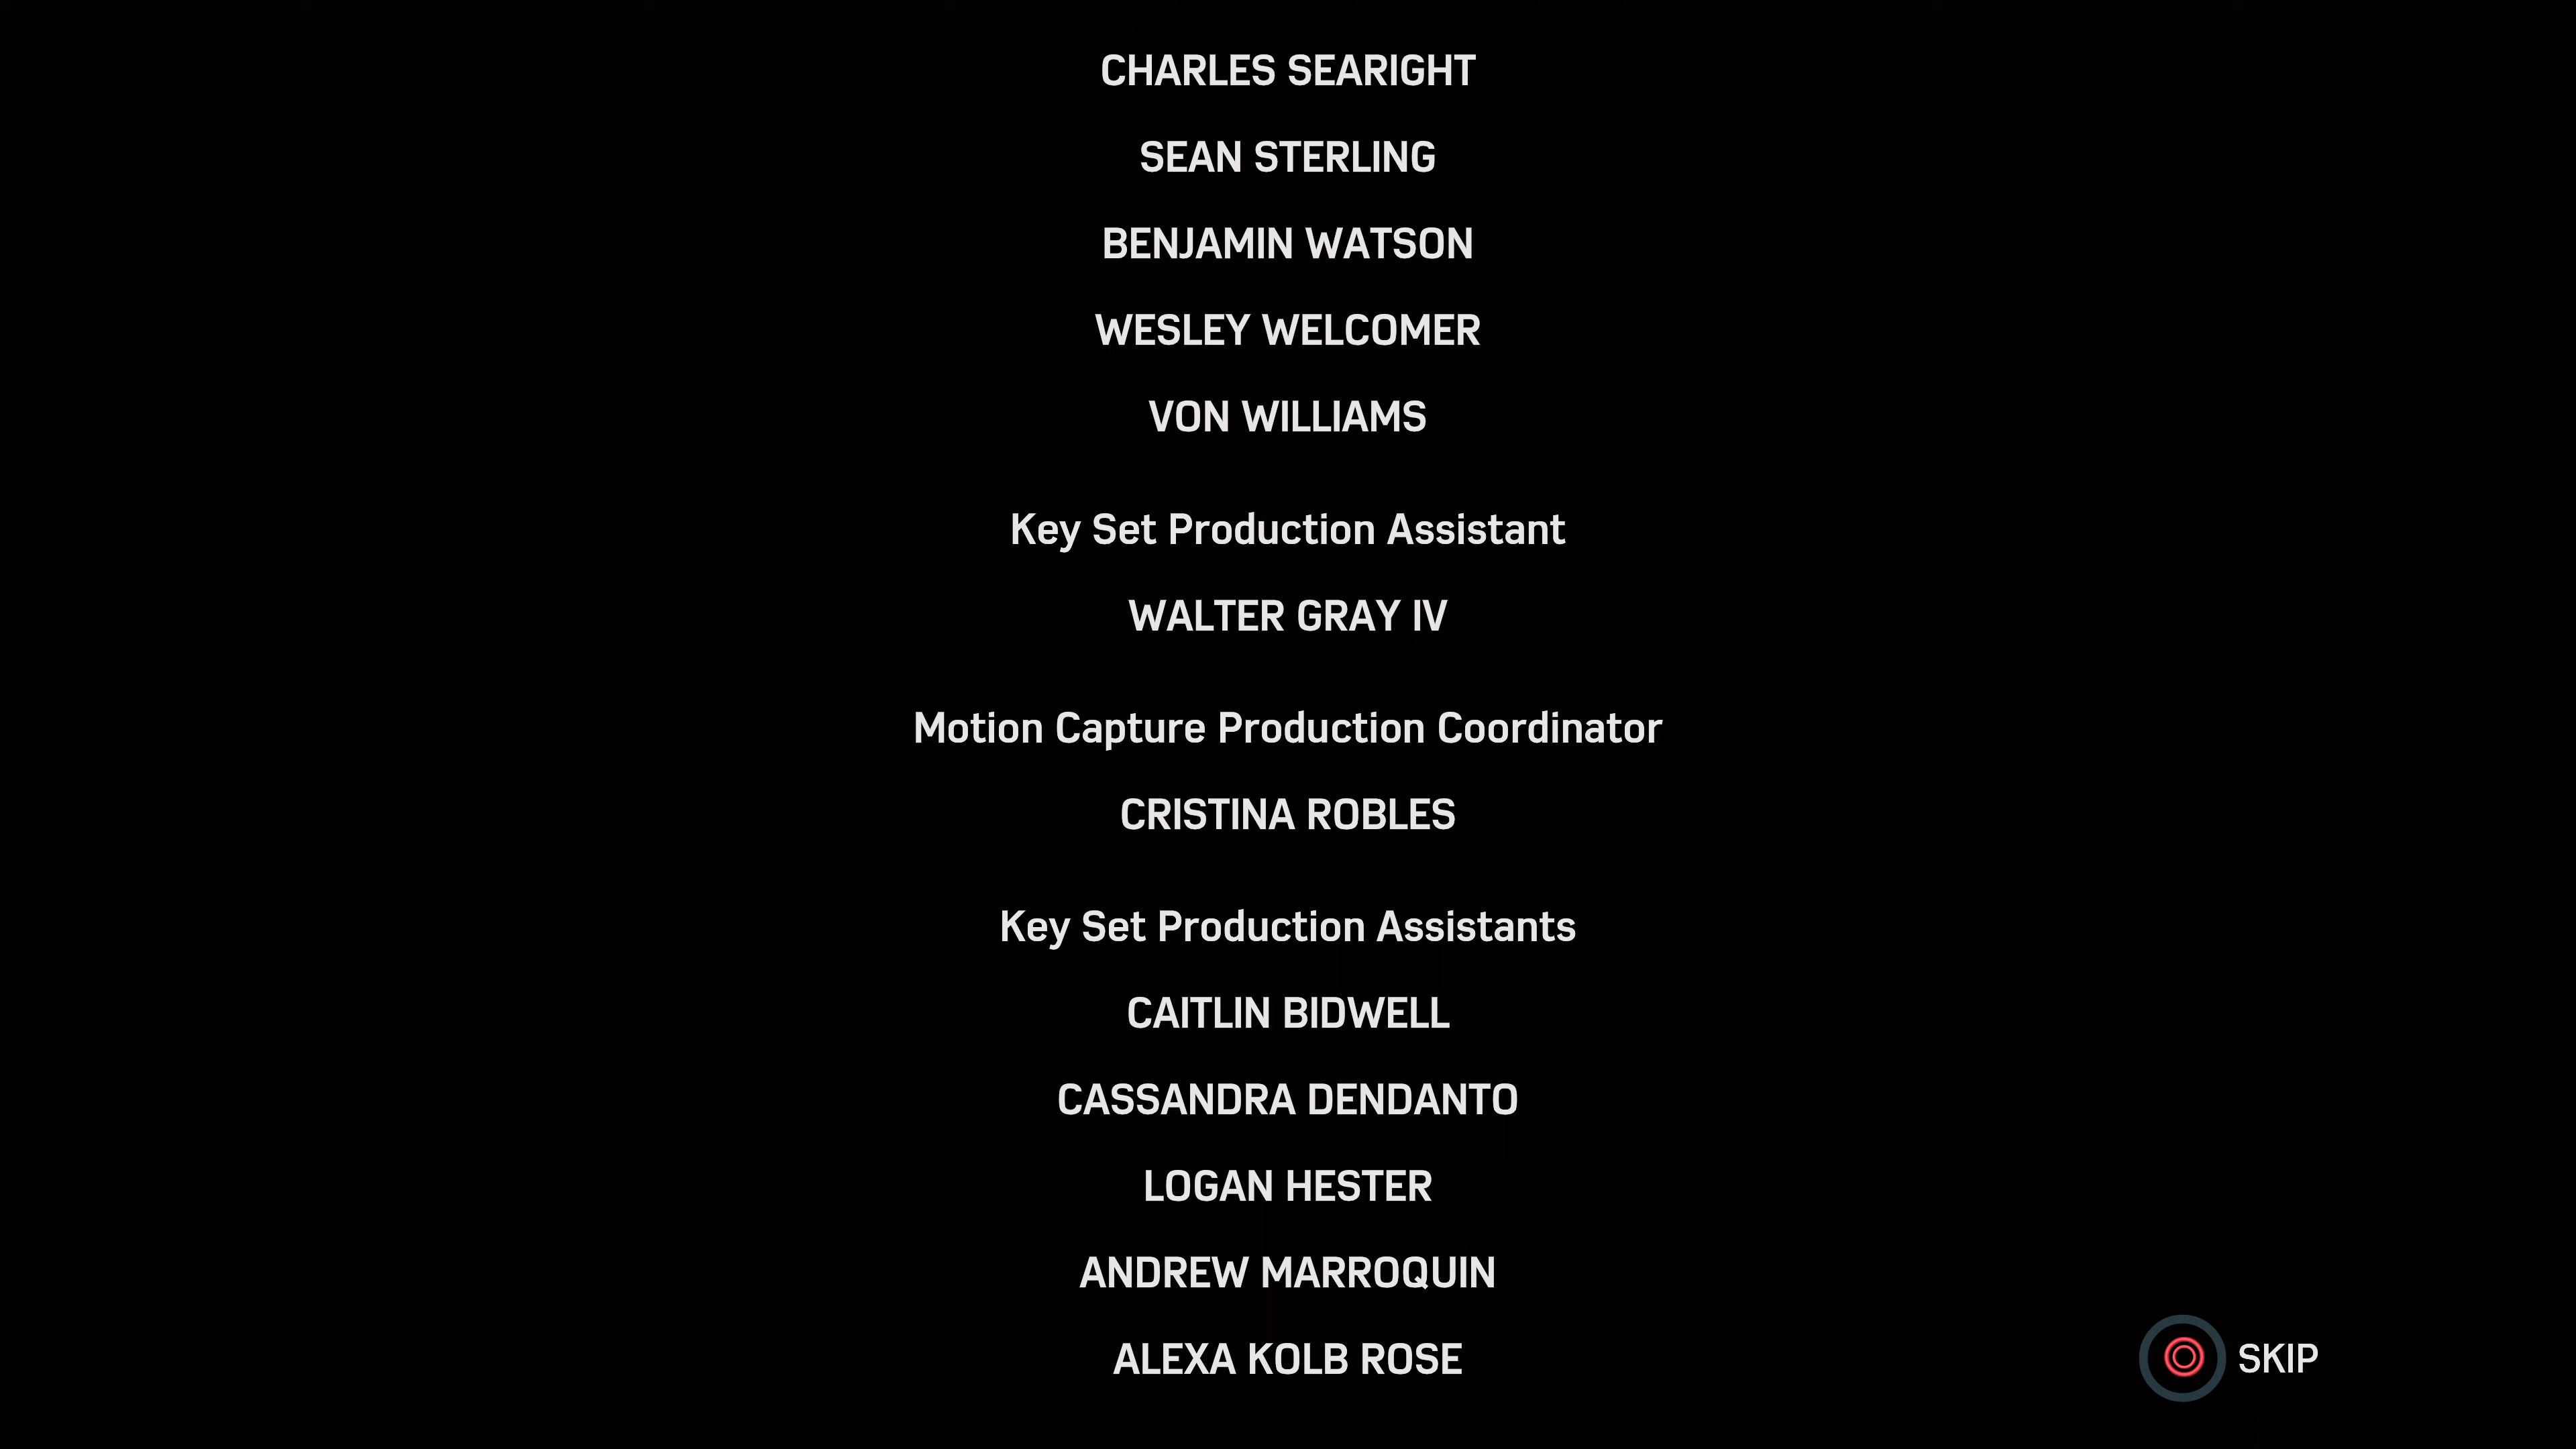 CHARLES SEARIGHT
SEAN STERLING
BENJAMIN WATSON
WESLEY WELCOMER
VON WILLIAMS
Key Set Production Assistant
WALTER GRAY IV
Motion Capture Production Coordinator
CRISTINA ROBLES
Key Set Production Assistants
CAITLIN BIDWELL
CASSANDRA DENDANTO
LOGAN HESTER
ANDREW MARROQUIN
ALEXA KOLB ROSE
SKIP